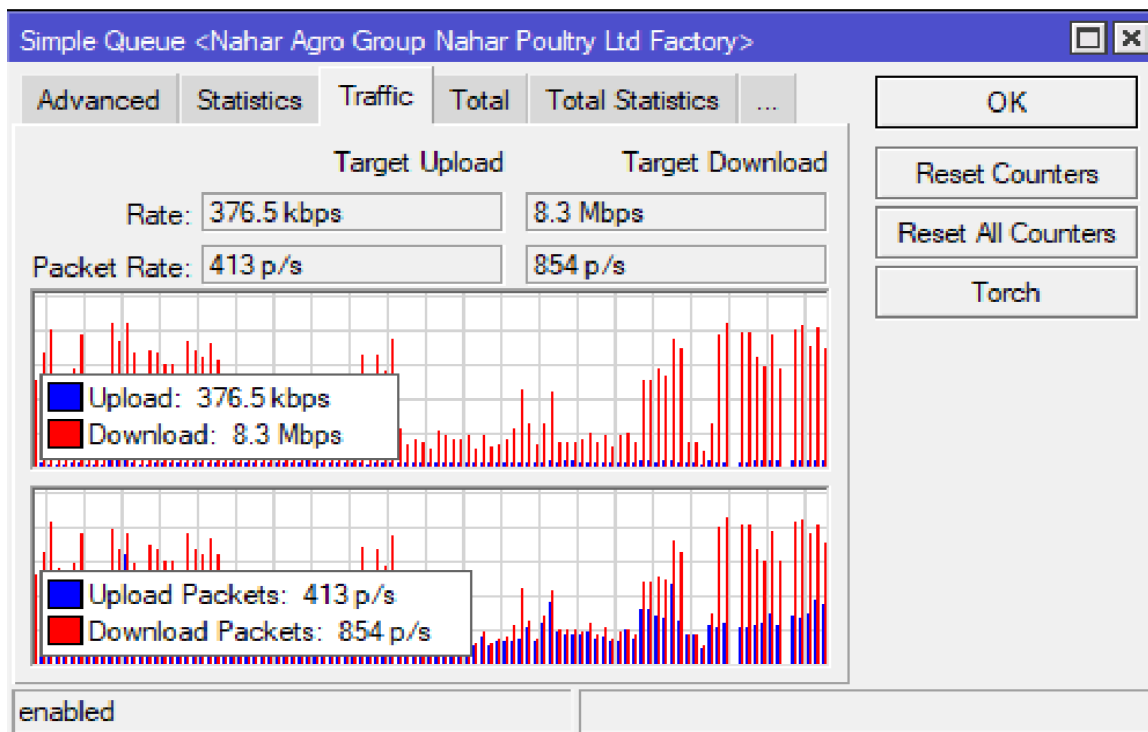 Simple Queue <Nahar Agro Group Nahar Poultry Ltd Factory>
Advanced Statistics Traffic Total Total Statistics ...
OK
Target Upload Target Download
Reset Counters
Rate: 376.5 kbps 8.3 Mbps
Reset All Counters
Packet Rate: 413 p/s 854 p/s
Torch
Upload: 376.5 kbps
Download: 8.3 Mbps
Upload Packets: 413 p/s
Download Packets: 854 p/s
enabled